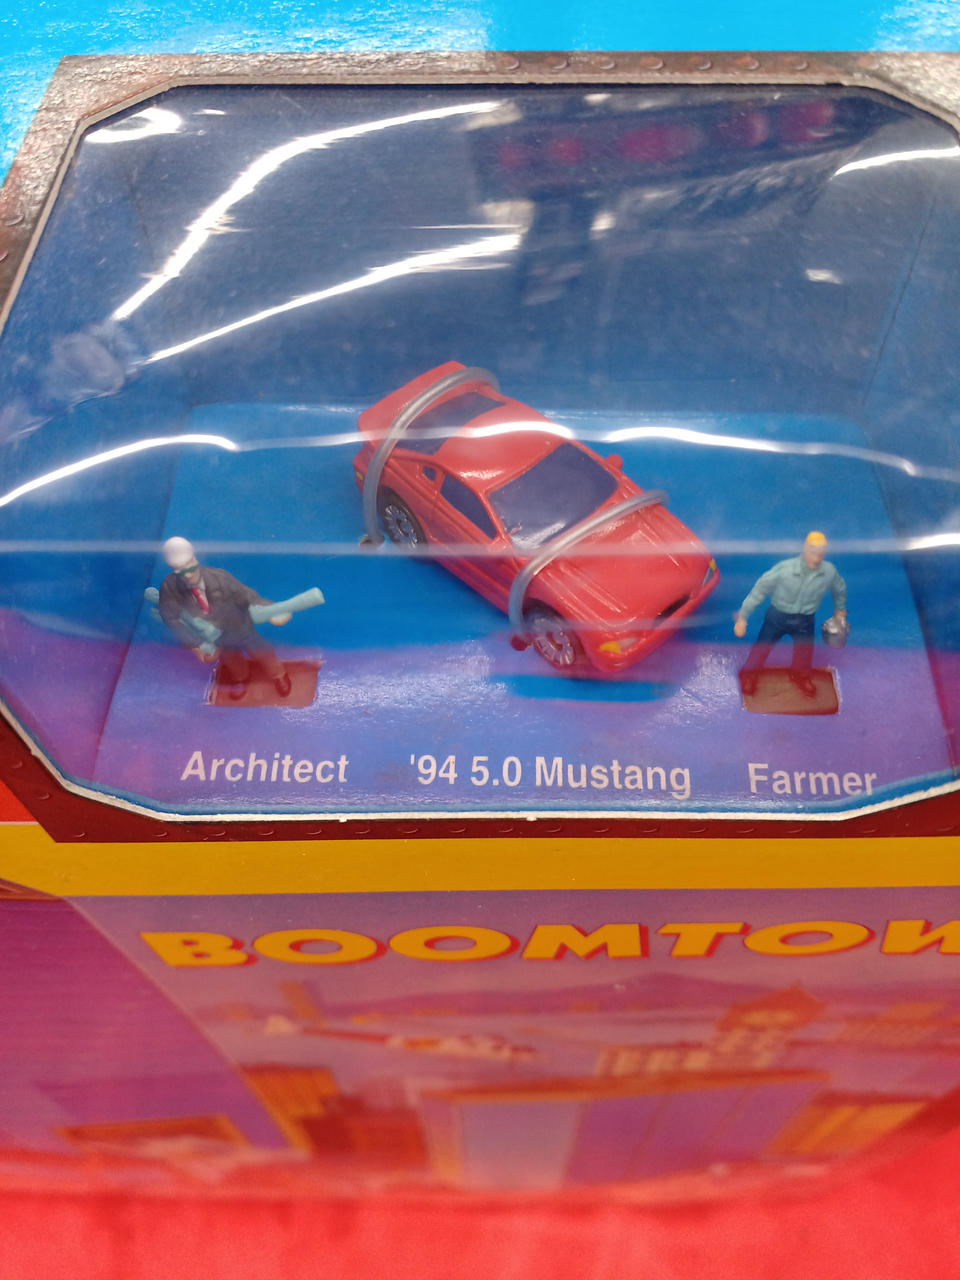 Architect '94 5.0 Mustang Farmer
BOOMTOW